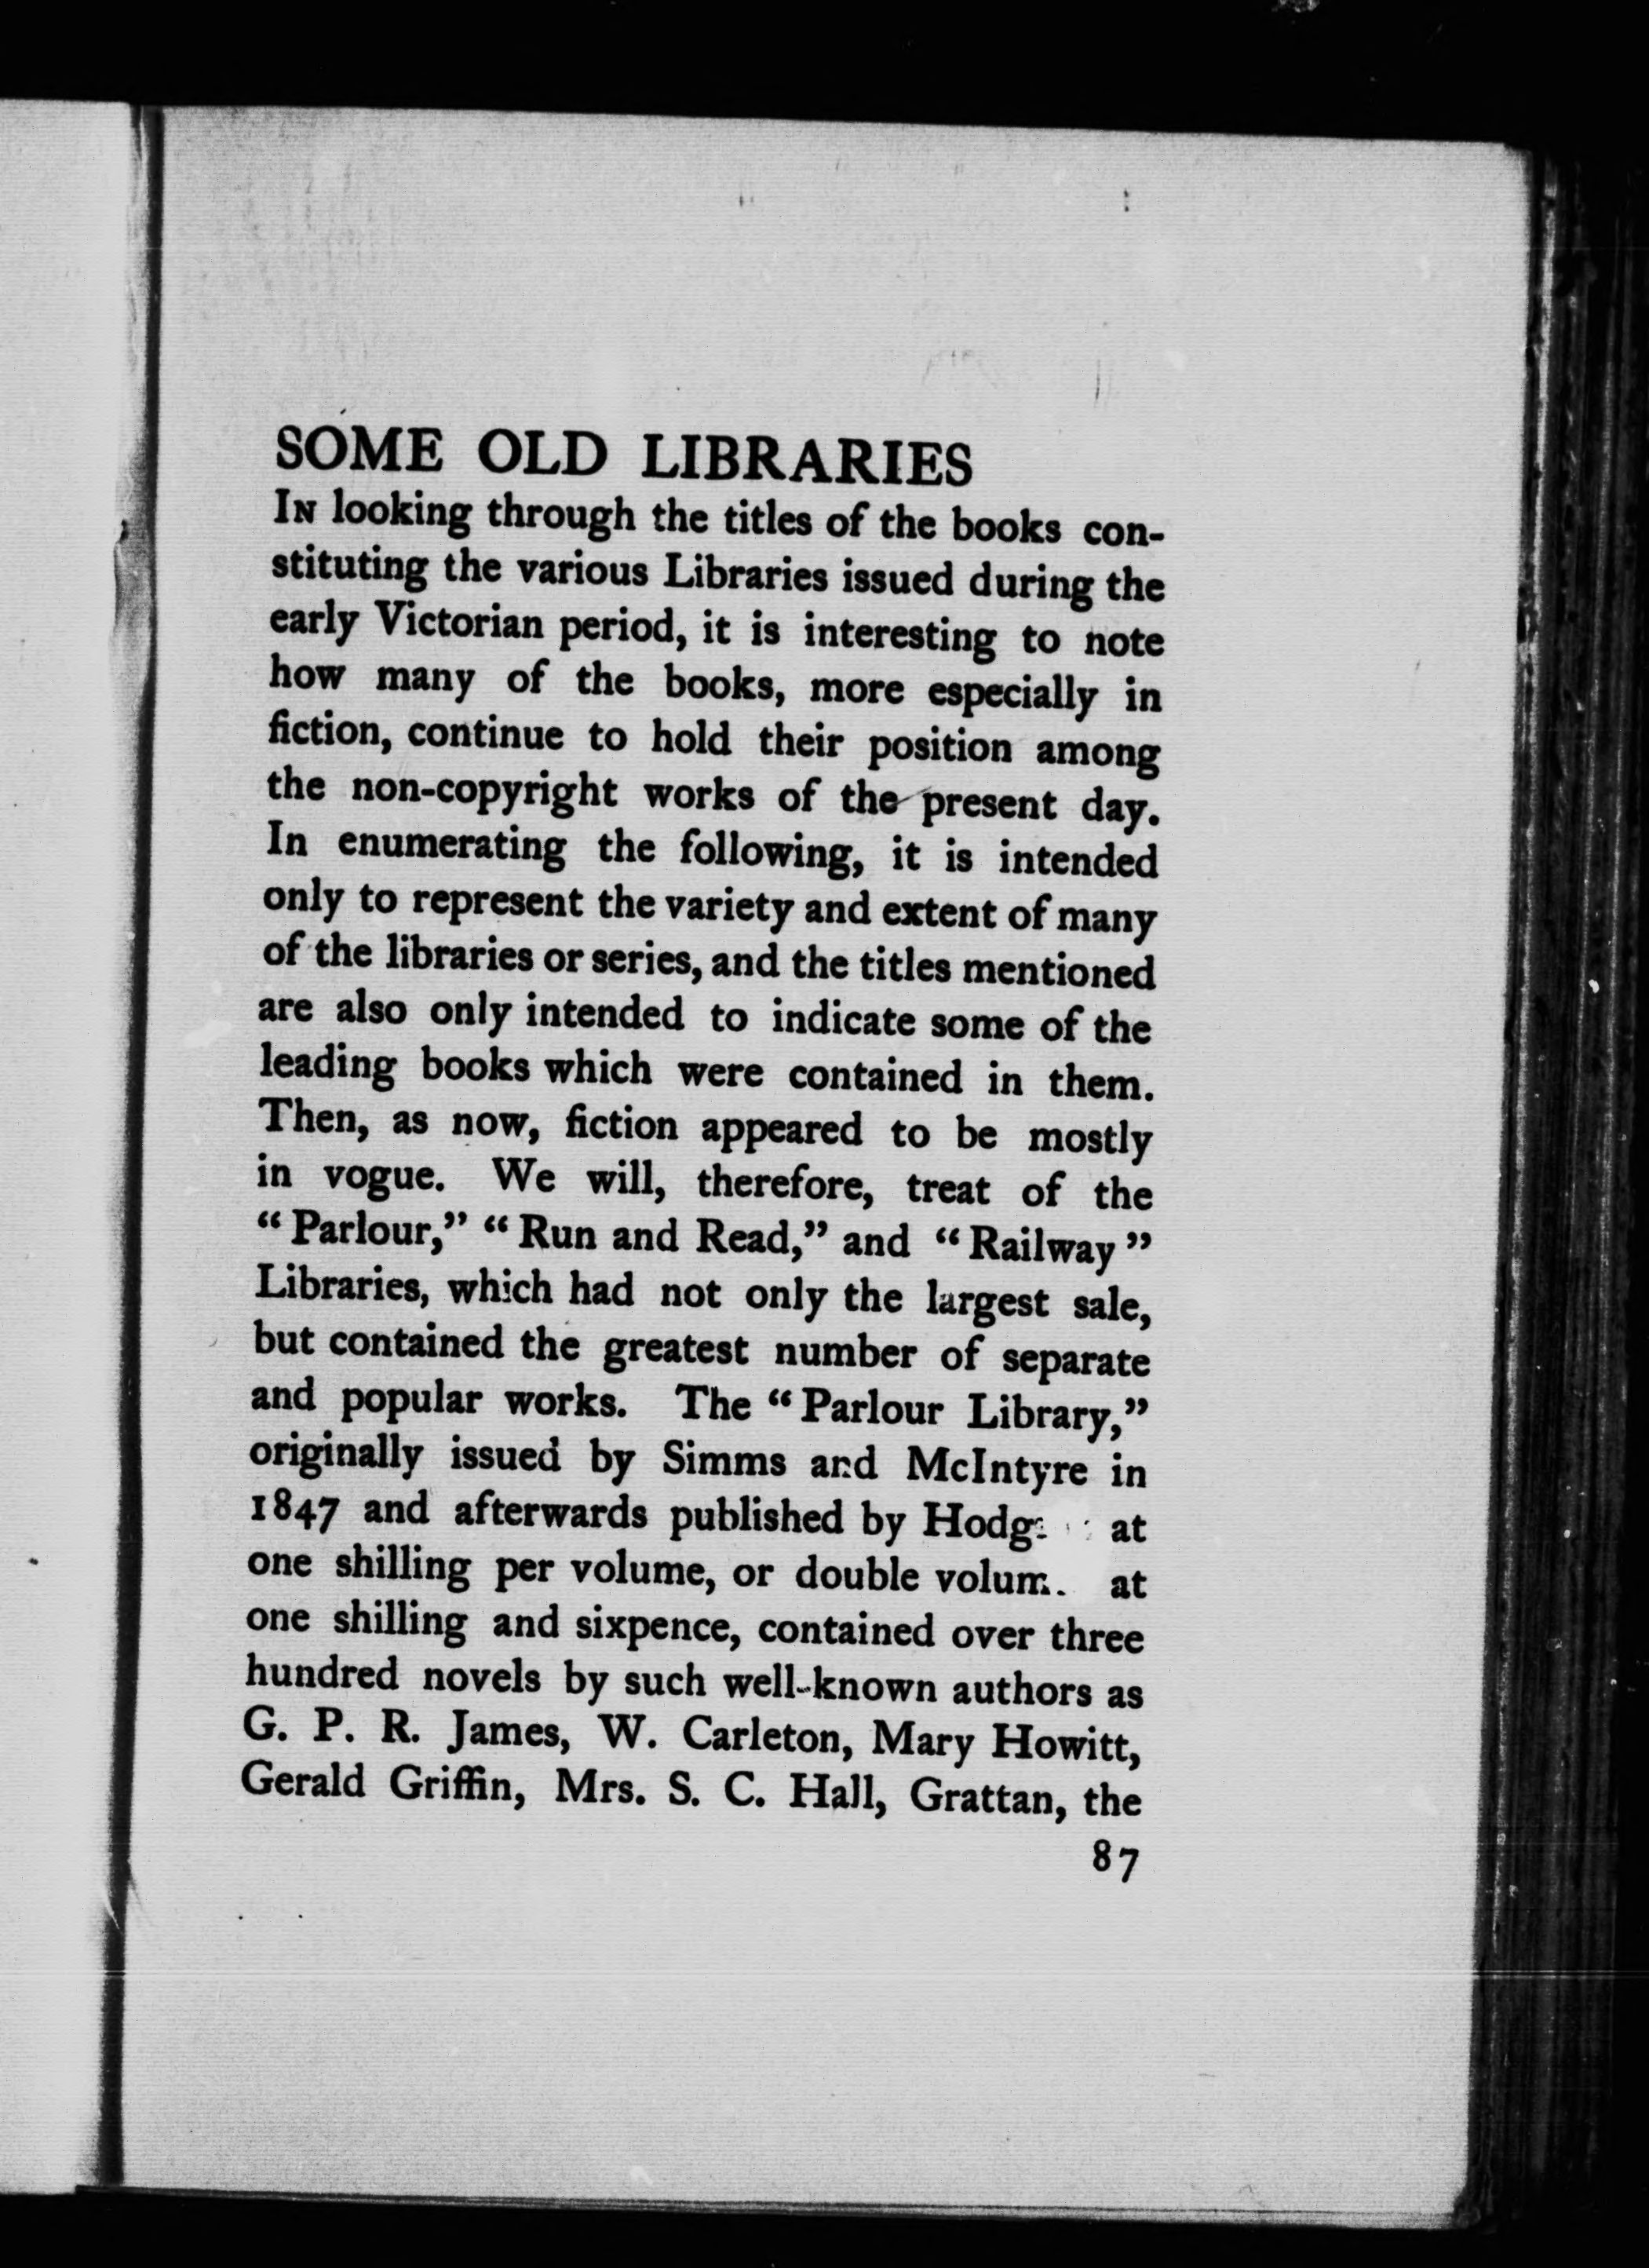 SOME OLD LIBRARIES
IN looking through the titles of the books con-
stituting the various Libraries issued during the
early Victorian period, it is interesting to note
how many of the books, more especially in
fiction, continue to hold their position among
the non-copyright works of the present day.
In enumerating the following, it is intended
only to represent the variety and extent of many
of the libraries or series, and the titles mentioned
are also only intended to indicate some of the
leading books which were contained in them.
Then, as now, fiction appeared to be mostly
in vogue. We will, therefore, treat of the
“Parlour,” “Run and Read,” and “Railway”
Libraries, which had not only the largest sale,
but contained the greatest number of separate
and popular works. The “Parlour Library,”
originally issued by Simms and McIntyre in
1847 and afterwards published by at
one shilling per volume, or double at
one shilling and sixpence, contained over three
hundred novels by such well-known authors as
G. P. R. James, W. Carleton, Mary Howitt,
Gerald Griffin, Mrs. S. C. Hall, Grattan, the
87